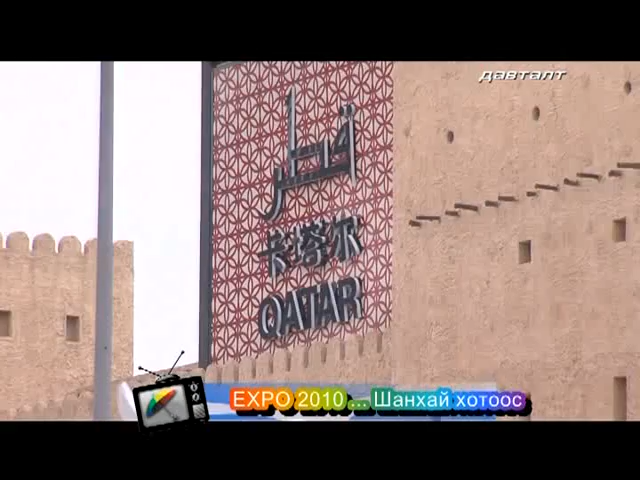 давталт
قطر
卡塔尔
QATAR
EXPO 2010 ... Шанхай хотоос